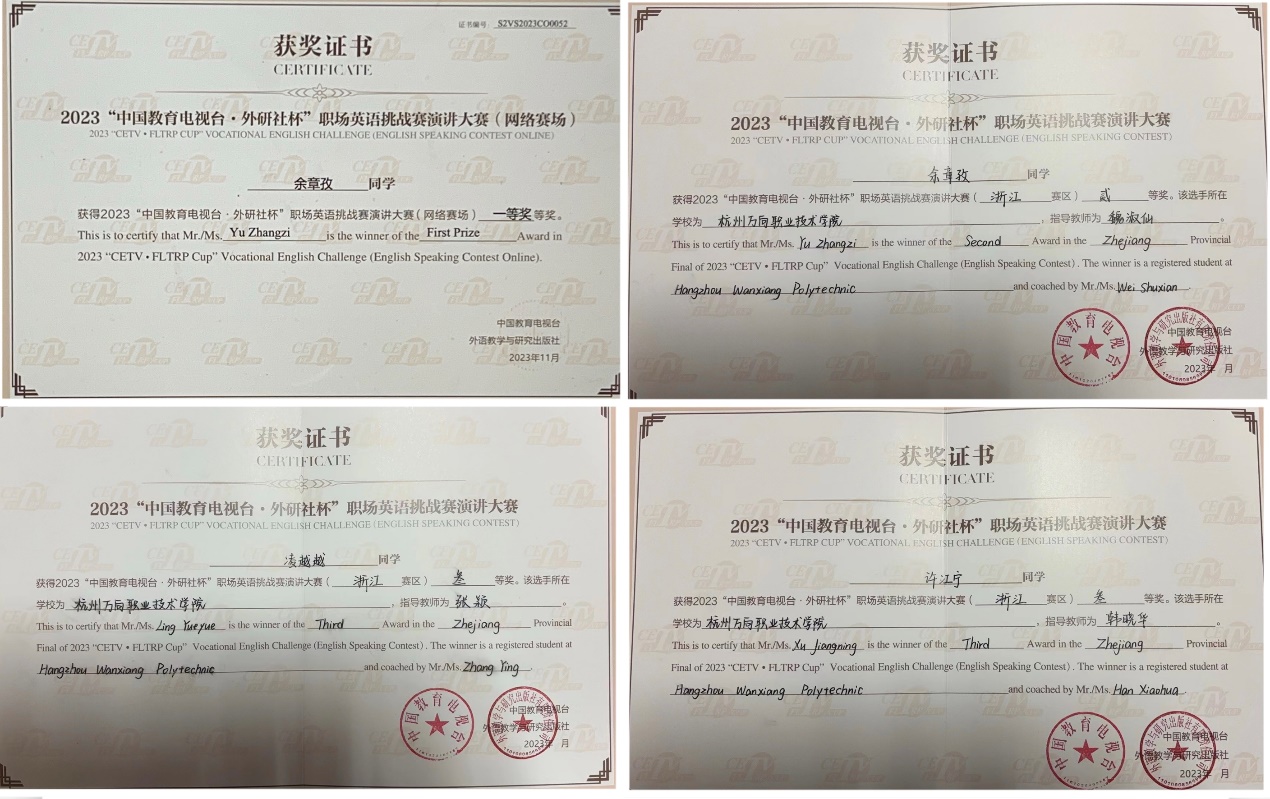 证书编号: S2VS2023CO0052
获奖证书
CERTIFICATE
2023 “中国教育电视台·外研社杯” 职场英语挑战赛演讲大赛（网络赛场）
2023 “CETV • FLTRP CUP” VOCATIONAL ENGLISH CHALLENGE (ENGLISH SPEAKING CONTEST ONLINE)
余章孜 同学
获得2023 “中国教育电视台·外研社杯” 职场英语挑战赛演讲大赛（网络赛场） 一等奖等奖。
This is to certify that Mr./Ms. Yu Zhangzi is the winner of the First Prize Award in
2023 “CETV • FLTRP Cup” Vocational English Challenge (English Speaking Contest Online).
中国教育电视台
外语教学与研究出版社
2023年11月
获奖证书
CERTIFICATE
2023 “中国教育电视台·外研社杯” 职场英语挑战赛演讲大赛
2023 “CETV • FLTRP CUP” VOCATIONAL ENGLISH CHALLENGE (ENGLISH SPEAKING CONTEST)
余章孜 同学
获得2023 “中国教育电视台·外研社杯” 职场英语挑战赛演讲大赛（ 浙江 赛区） 贰 等奖。该选手所在
学校为 杭州万向职业技术学院 ，指导教师为 魏淑仙 。
This is to certify that Mr./Ms. Yu Zhangzi is the winner of the Second Award in the Zhejiang Provincial
Final of 2023 “CETV • FLTRP Cup” Vocational English Challenge (English Speaking Contest). The winner is a registered student at
Hangzhou Wanxiang Polytechnic and coached by Mr./Ms. Wei Shuxian .
中国教育电视台
外语教学与研究出版社
2023年 月
获奖证书
CERTIFICATE
2023 “中国教育电视台·外研社杯” 职场英语挑战赛演讲大赛
2023 “CETV • FLTRP CUP” VOCATIONAL ENGLISH CHALLENGE (ENGLISH SPEAKING CONTEST)
凌越越 同学
获得2023 “中国教育电视台·外研社杯” 职场英语挑战赛演讲大赛（ 浙江 赛区） 叁 等奖。该选手所在
学校为 杭州万向职业技术学院 ，指导教师为 张颖 。
This is to certify that Mr./Ms. Ling Yueyue is the winner of the Third Award in the Zhejiang Provincial
Final of 2023 “CETV • FLTRP Cup” Vocational English Challenge (English Speaking Contest). The winner is a registered student at
Hangzhou Wanxiang Polytechnic and coached by Mr./Ms. Zhang Ying .
中国教育电视台
外语教学与研究出版社
2023年 月
获奖证书
CERTIFICATE
2023 “中国教育电视台·外研社杯” 职场英语挑战赛演讲大赛
2023 “CETV • FLTRP CUP” VOCATIONAL ENGLISH CHALLENGE (ENGLISH SPEAKING CONTEST)
许江宁 同学
获得2023 “中国教育电视台·外研社杯” 职场英语挑战赛演讲大赛（ 浙江 赛区） 叁 等奖。该选手所在
学校为 杭州万向职业技术学院 ，指导教师为 韩晓华 。
This is to certify that Mr./Ms. Xu Jiangning is the winner of the Third Award in the Zhejiang Provincial
Final of 2023 “CETV • FLTRP Cup” Vocational English Challenge (English Speaking Contest). The winner is a registered student at
Hangzhou Wanxiang Polytechnic and coached by Mr./Ms. Han Xiaohua .
中国教育电视台
外语教学与研究出版社
2023年 月